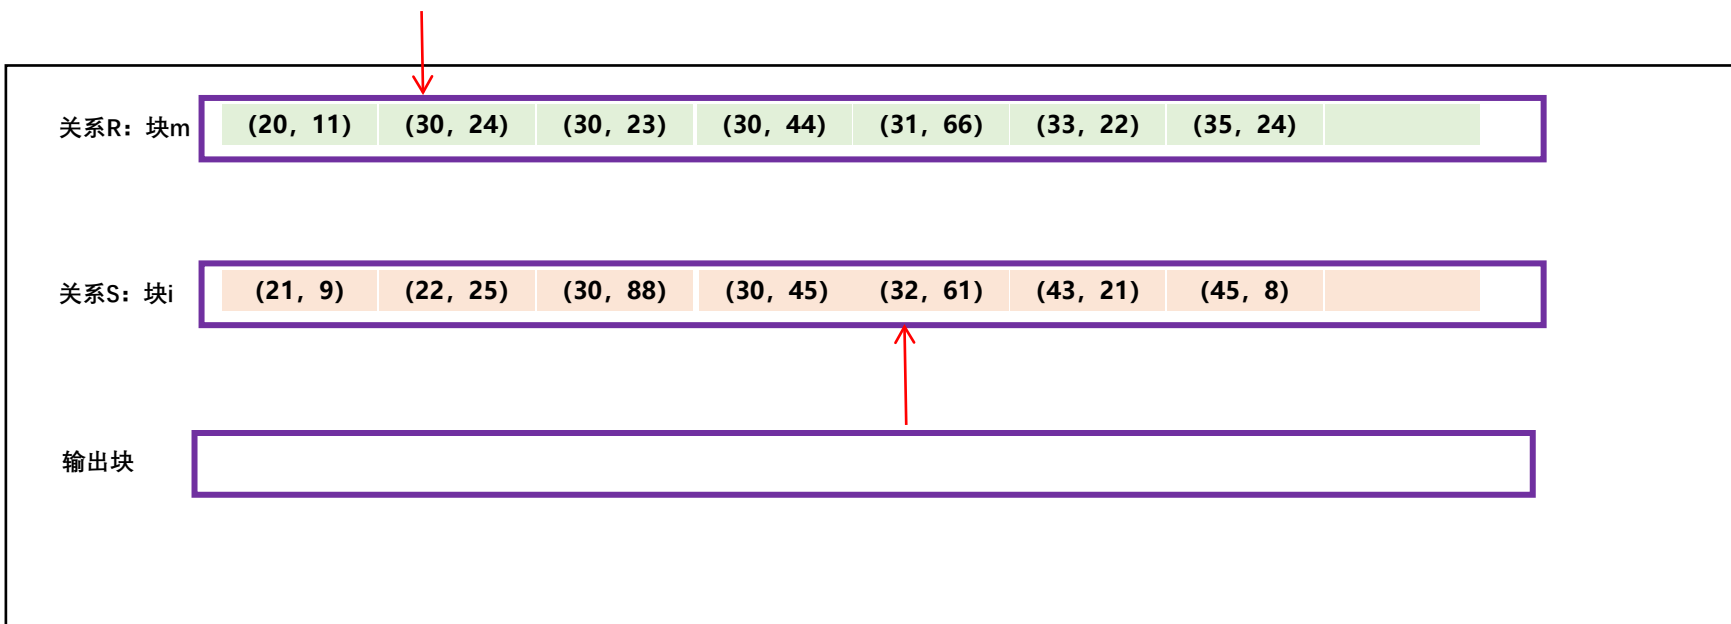 关系R：块m (20，11) (30，24) (30，23) (30，44) (31，66) (33，22) (35，24)
关系S：块i (21，9) (22，25) (30，88) (30，45) (32，61) (43，21) (45，8)
输出块